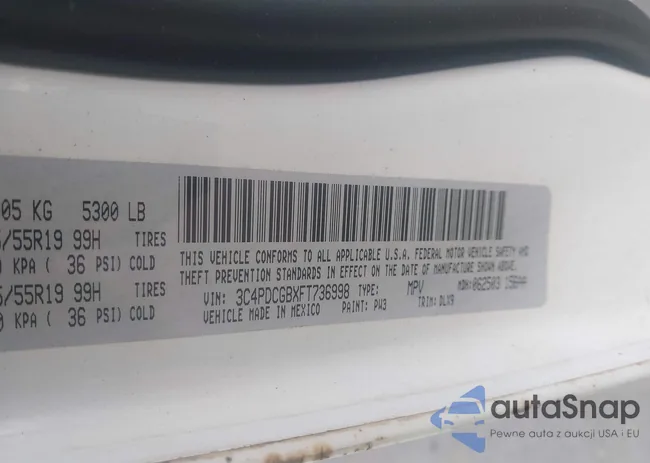 05 KG 5300 LB
/55R19 99H TIRES
KPA ( 36 PSI) COLD
/55R19 99H TIRES
KPA ( 36 PSI) COLD
THIS VEHICLE CONFORMS TO ALL APPLICABLE U.S.A. FEDERAL MOTOR VEHICLE SAFETY AND
THEFT PREVENTION STANDARDS IN EFFECT ON THE DATE OF MANUFACTURE SHOWN ABOVE.
VIN: 3C4PDCGBXFT736998 TYPE: MPV MDH: 062503
VEHICLE MADE IN MEXICO PAINT: PW3 TRIM: DLX9
autaSnap
Pewne auta z aukcji USA i EU